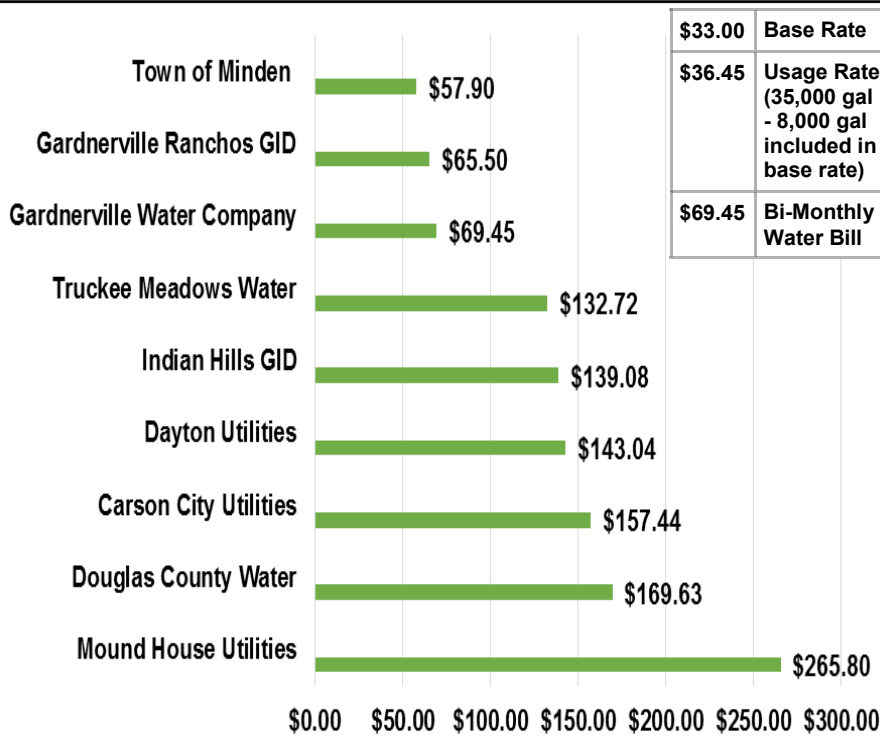 $33.00 Base Rate
$36.45 Usage Rate
(35,000 gal
- 8,000 gal
included in
base rate)
$69.45 Bi-Monthly
Water Bill
Town of Minden $57.90
Gardnerville Ranchos GID $65.50
Gardnerville Water Company $69.45
Truckee Meadows Water $132.72
Indian Hills GID $139.08
Dayton Utilities $143.04
Carson City Utilities $157.44
Douglas County Water $169.63
Mound House Utilities $265.80
$0.00 $50.00 $100.00 $150.00 $200.00 $250.00 $300.00